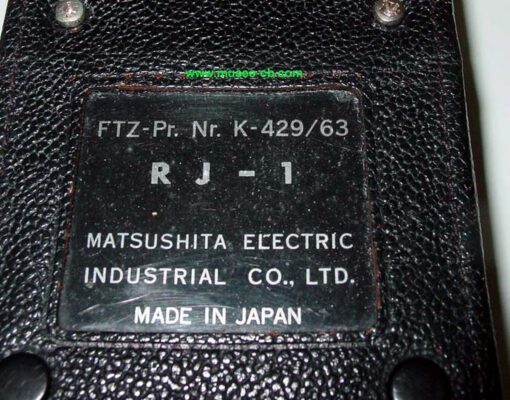 www.museo-cb.com
FTZ-Pr. Nr. K-429/63
RJ-1
MATSUSHITA ELECTRIC
INDUSTRIAL CO., LTD.
MADE IN JAPAN